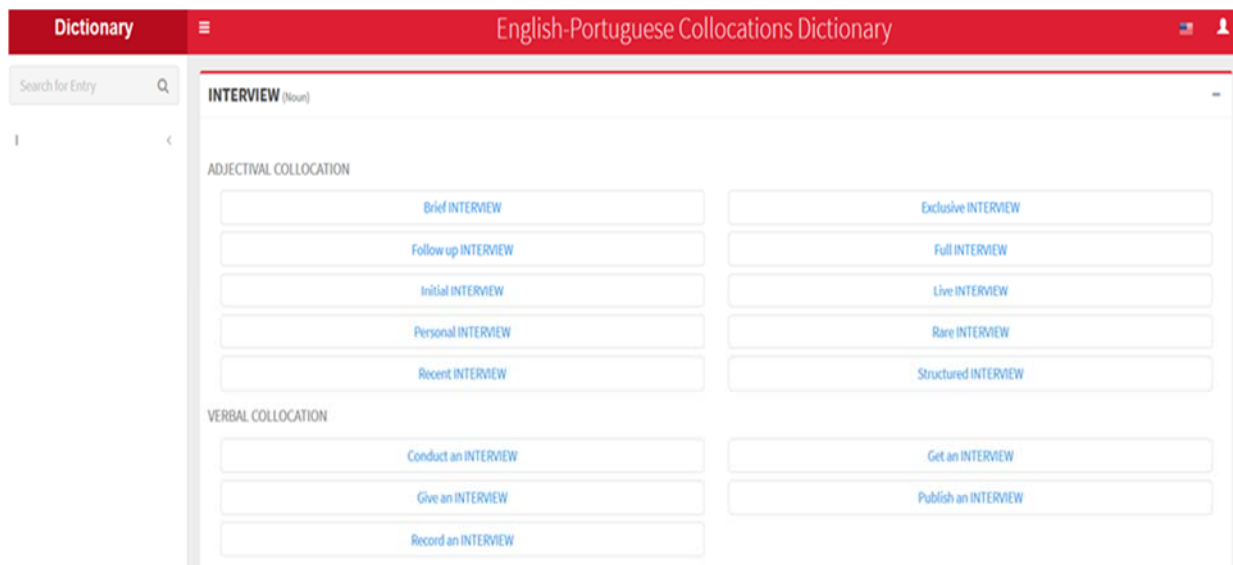 Dictionary
English-Portuguese Collocations Dictionary
Search for Entry
I
INTERVIEW (Noun)
ADJECTIVAL COLLOCATION
Brief INTERVIEW
Exclusive INTERVIEW
Follow up INTERVIEW
Full INTERVIEW
Initial INTERVIEW
Live INTERVIEW
Personal INTERVIEW
Rare INTERVIEW
Recent INTERVIEW
Structured INTERVIEW
VERBAL COLLOCATION
Conduct an INTERVIEW
Get an INTERVIEW
Give an INTERVIEW
Publish an INTERVIEW
Record an INTERVIEW